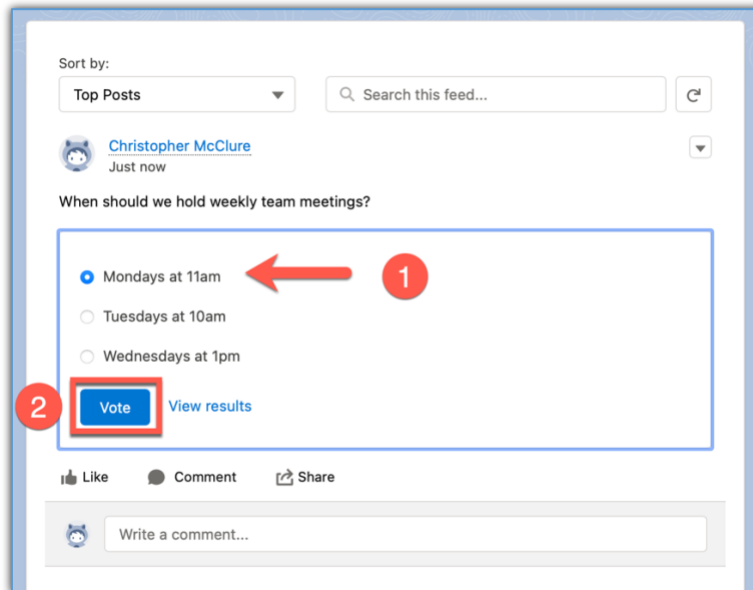 Sort by:
Top Posts
Search this feed...
Christopher McClure
Just now
When should we hold weekly team meetings?
Mondays at 11am
1
Tuesdays at 10am
Wednesdays at 1pm
2
Vote
View results
Like
Comment
Share
Write a comment...